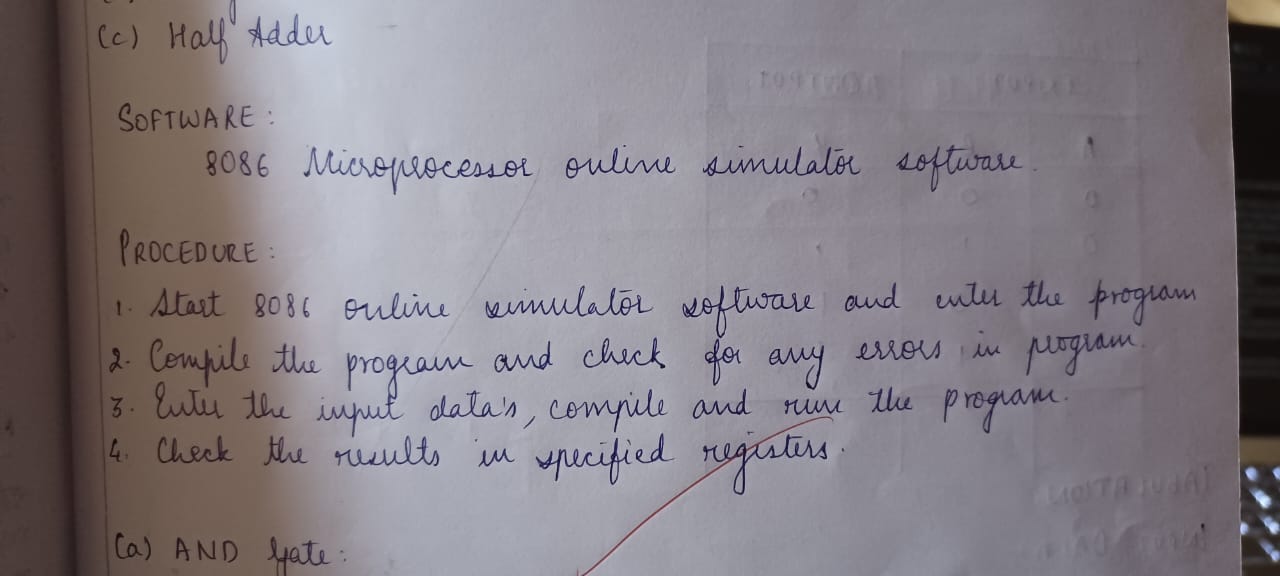 (c) Half Adder
SOFTWARE :
8086 Microprocessor online simulator software.
PROCEDURE :
1. Start 8086 online simulator software and enter the program
2. Compile the program and check for any errors in program.
3. Enter the input data's, compile and run the program.
4. Check the results in specified registers.
(a) AND Gate :